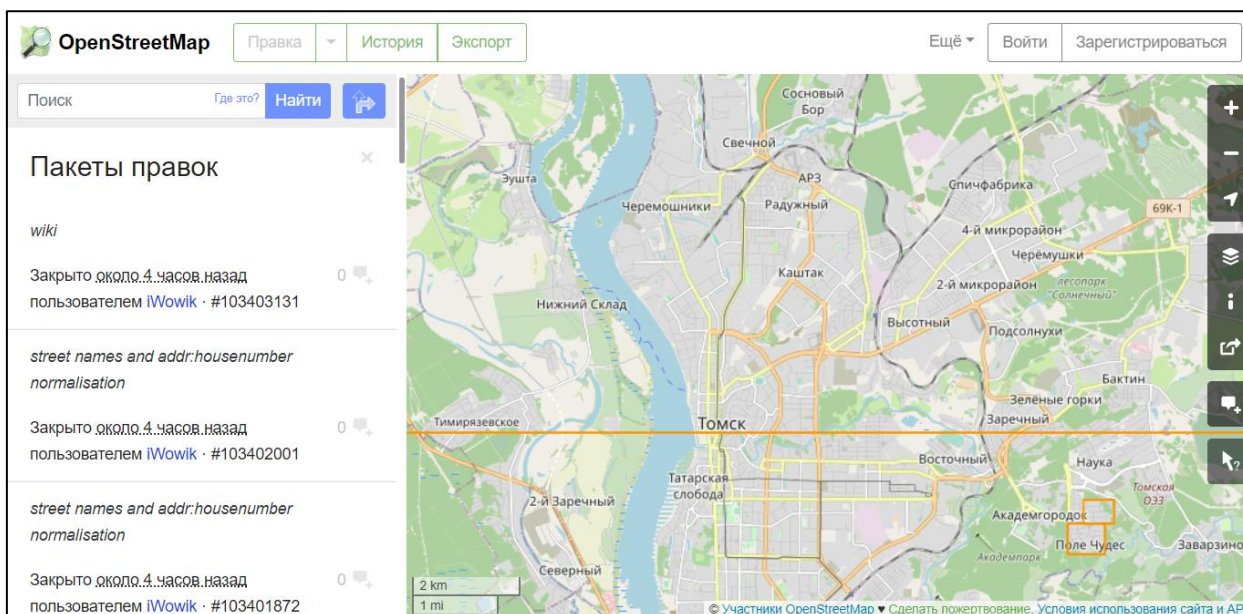 OpenStreetMap
Правка
История
Экспорт
Ещё
Войти
Зарегистрироваться
Поиск
Где это?
Найти
Пакеты правок
wiki
Закрыто около 4 часов назад
0
пользователем iWowik · #103403131
street names and addr:housenumber
normalisation
Закрыто около 4 часов назад
0
пользователем iWowik · #103402001
street names and addr:housenumber
normalisation
Закрыто около 4 часов назад
0
пользователем iWowik · #103401872
Сосновый
Бор
Свечной
Эушта
АРЗ
Спичфабрика
Черемошники
Радужный
69К-1
4-й микрорайон
Черёмушки
Каштак
2-й микрорайон
лесопарк
"Солнечный"
Нижний Склад
Высотный
Подсолнухи
Бактин
Зелёные горки
Заречный
Тимирязевское
Томск
Восточный
Наука
Татарская
слобода
Томская
ОЭЗ
2-й Заречный
Академгородок
Поле Чудес
Заварзино
Академпарк
Северный
2 km
1 mi
© Участники OpenStreetMap ♥ Сделать пожертвование. Условия использования сайта и AP